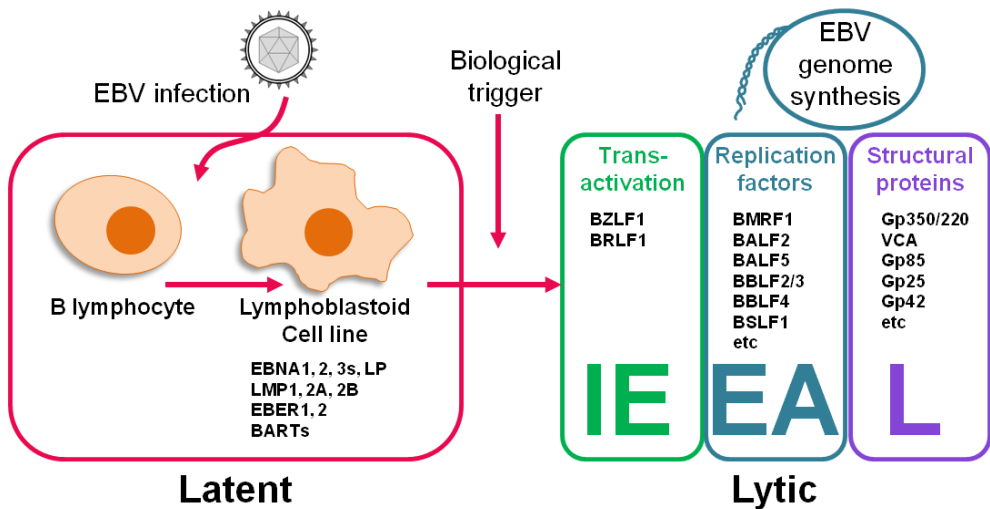 EBV infection
Biological
trigger
EBV
genome
synthesis
B lymphocyte
Lymphoblastoid
Cell line
EBNA1, 2, 3s, LP
LMP1, 2A, 2B
EBER1, 2
BARTs
Latent
Trans-
activation
BZLF1
BRLF1
IE
Replication
factors
BMRF1
BALF2
BALF5
BBLF2/3
BBLF4
BSLF1
etc
EA
Structural
proteins
Gp350/220
VCA
Gp85
Gp25
Gp42
etc
L
Lytic